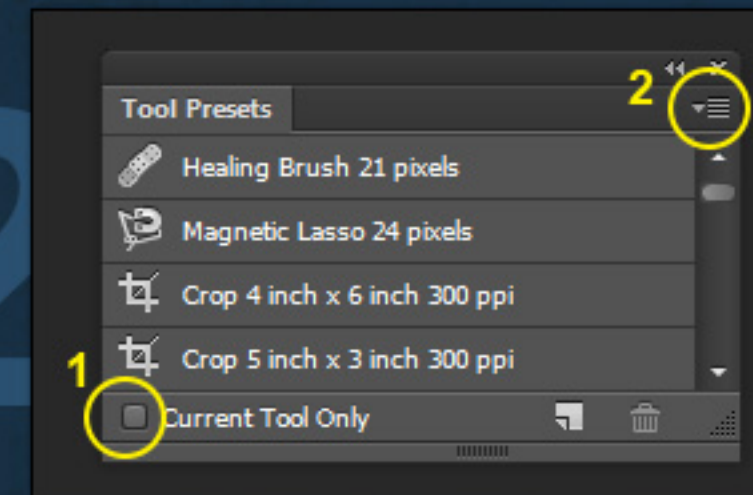 2
Tool Presets
Healing Brush 21 pixels
Magnetic Lasso 24 pixels
Crop 4 inch x 6 inch 300 ppi
Crop 5 inch x 3 inch 300 ppi
1
Current Tool Only